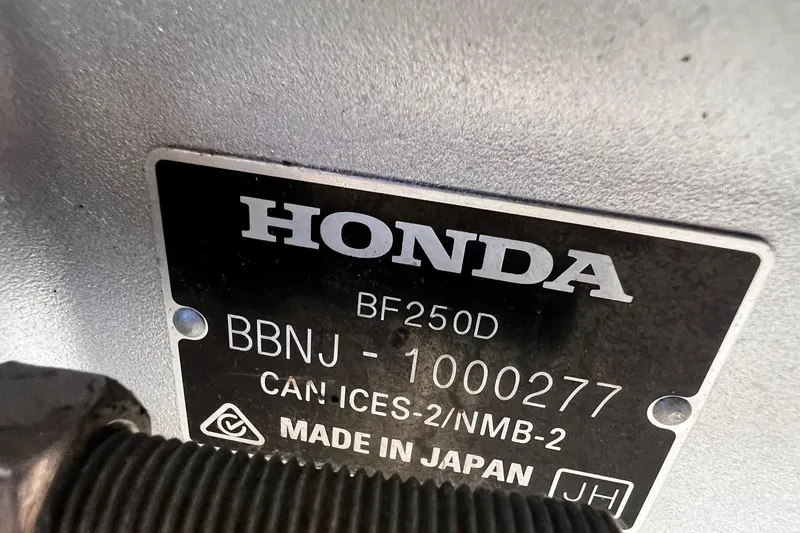 HONDA
BF250D
BBNJ - 1000277
CAN ICES-2/NMB-2
MADE IN JAPAN
JH